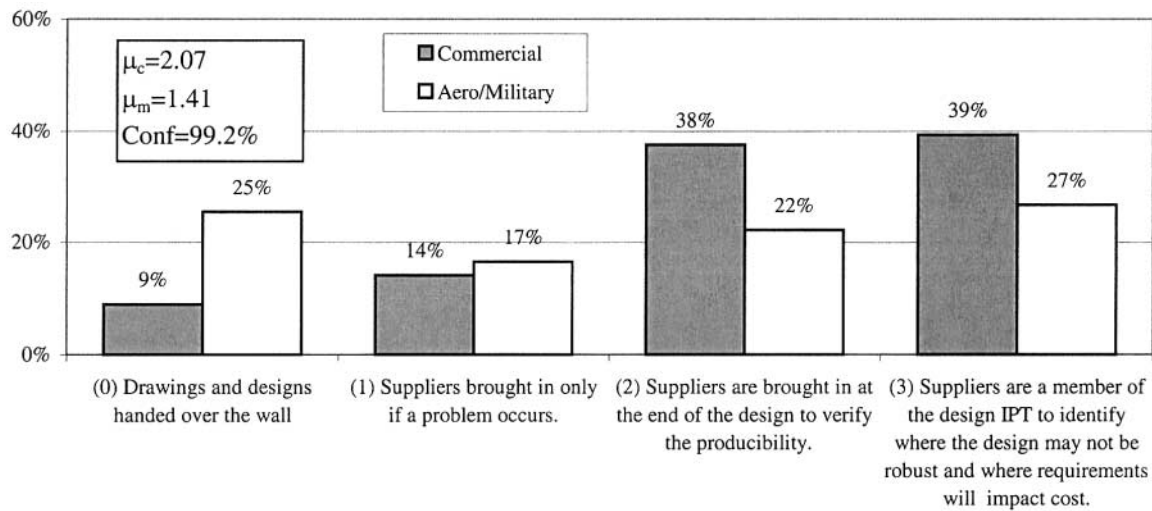 60%
μc=2.07
μm=1.41
Conf=99.2%
Commercial
Aero/Military
40%
38%
39%
25%
22%
27%
20%
9%
14%
17%
0%
(0) Drawings and designs
handed over the wall
(1) Suppliers brought in only
if a problem occurs.
(2) Suppliers are brought in at
the end of the design to verify
the producibility.
(3) Suppliers are a member of
the design IPT to identify
where the design may not be
robust and where requirements
will impact cost.